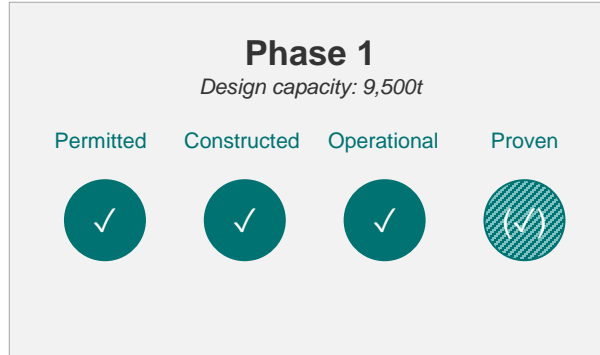 Phase 1
Design capacity: 9,500t
Permitted Constructed Operational Proven
✓ ✓ ✓ (✓)